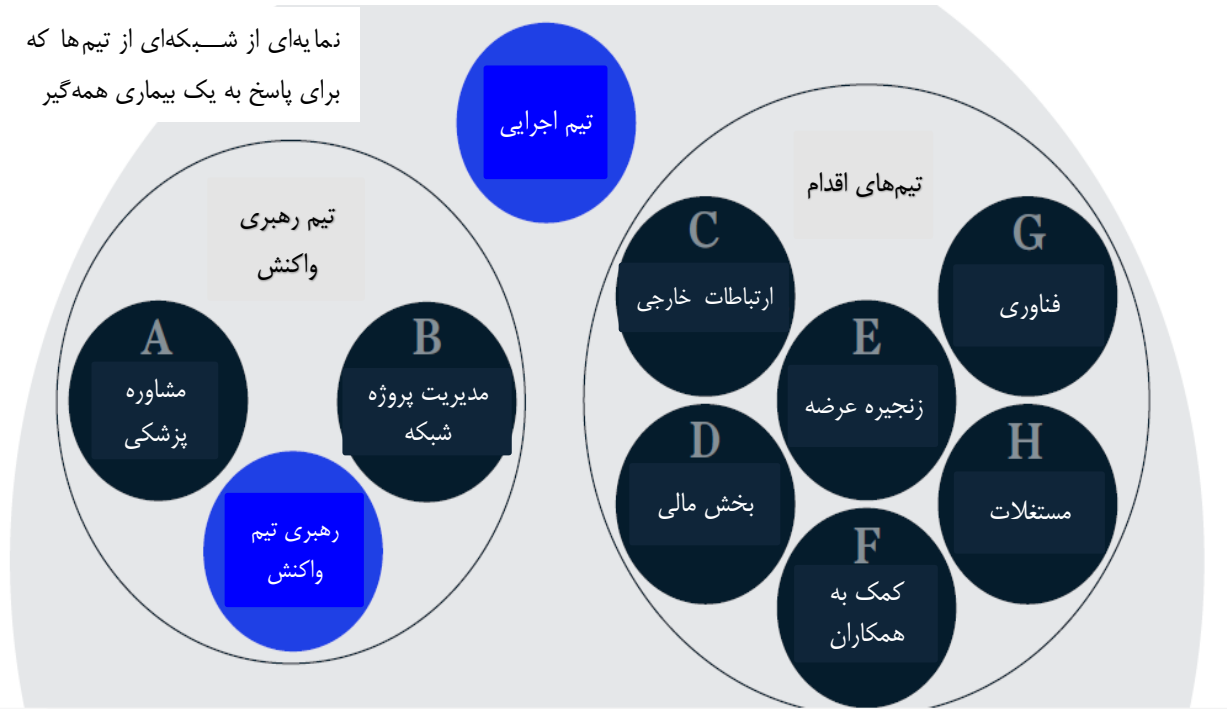 نمایه‌ای از شـــبکه‌ای از تیم‌ها که
برای پاسخ به یک بیماری همه‌گیر
تیم اجرایی
تیم‌های اقدام
C
ارتباطات خارجی
G
فناوری
E
زنجیره عرضه
D
بخش مالی
H
مستغلات
F
کمک به
همکاران
تیم رهبری
واکنش
A
مشاوره
پزشکی
B
مدیریت پروژه
شبکه
رهبری تیم
واکنش